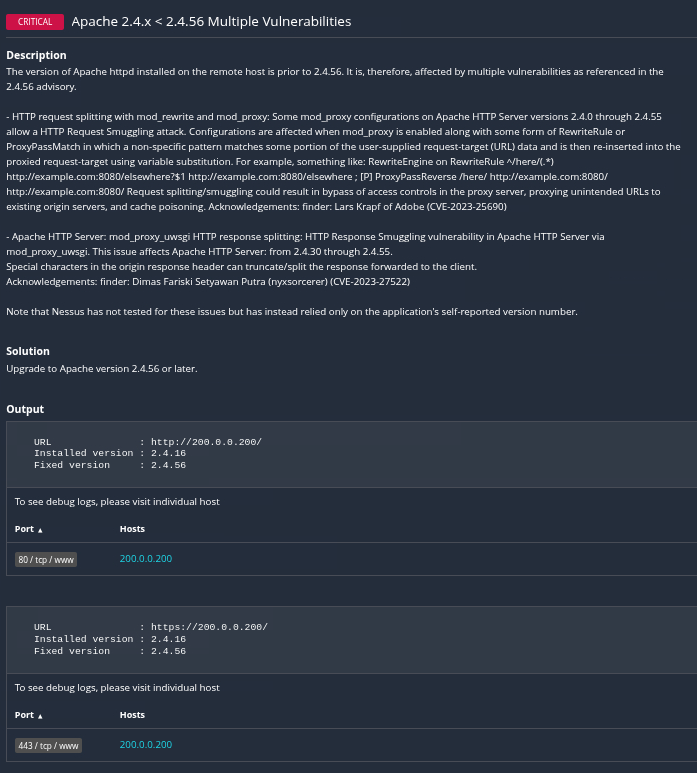 CRITICAL Apache 2.4.x < 2.4.56 Multiple Vulnerabilities
Description
The version of Apache httpd installed on the remote host is prior to 2.4.56. It is, therefore, affected by multiple vulnerabilities as referenced in the
2.4.56 advisory.
- HTTP request splitting with mod_rewrite and mod_proxy: Some mod_proxy configurations on Apache HTTP Server versions 2.4.0 through 2.4.55
allow a HTTP Request Smuggling attack. Configurations are affected when mod_proxy is enabled along with some form of RewriteRule or
ProxyPassMatch in which a non-specific pattern matches some portion of the user-supplied request-target (URL) data and is then re-inserted into the
proxied request-target using variable substitution. For example, something like: RewriteEngine on RewriteRule ^/here/(.*)
http://example.com:8080/elsewhere?$1 http://example.com:8080/elsewhere ; [P] ProxyPassReverse /here/ http://example.com:8080/
http://example.com:8080/ Request splitting/smuggling could result in bypass of access controls in the proxy server, proxying unintended URLs to
existing origin servers, and cache poisoning. Acknowledgements: finder: Lars Krapf of Adobe (CVE-2023-25690)
- Apache HTTP Server: mod_proxy_uwsgi HTTP response splitting: HTTP Response Smuggling vulnerability in Apache HTTP Server via
mod_proxy_uwsgi. This issue affects Apache HTTP Server: from 2.4.30 through 2.4.55.
Special characters in the origin response header can truncate/split the response forwarded to the client.
Acknowledgements: finder: Dimas Fariski Setyawan Putra (nyxsorcerer) (CVE-2023-27522)
Note that Nessus has not tested for these issues but has instead relied only on the application's self-reported version number.
Solution
Upgrade to Apache version 2.4.56 or later.
Output
URL : http://200.0.0.200/
Installed version : 2.4.16
Fixed version : 2.4.56
To see debug logs, please visit individual host
Port ▲ Hosts
80 / tcp / www 200.0.0.200
URL : https://200.0.0.200/
Installed version : 2.4.16
Fixed version : 2.4.56
To see debug logs, please visit individual host
Port ▲ Hosts
443 / tcp / www 200.0.0.200